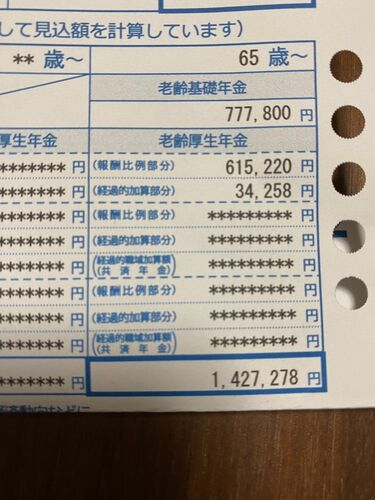 して見込額を計算しています)
** 歳～ 65 歳～
老齢基礎年金
777,800 円
厚生年金 老齢厚生年金
******* 円 (報酬比例部分) 615,220 円
******* 円 (経過的加算部分) 34,258 円
******* 円 (報酬比例部分) ********* 円
******* 円 (経過的加算部分) ********* 円
******* 円 (経過的職域加算額 ********* 円
(共済年金)
******* 円 (報酬比例部分) ********* 円
******* 円 (経過的加算部分) ********* 円
******* 円 (経過的職域加算額 ********* 円
(共済年金)
******* 円 1,427,278 円